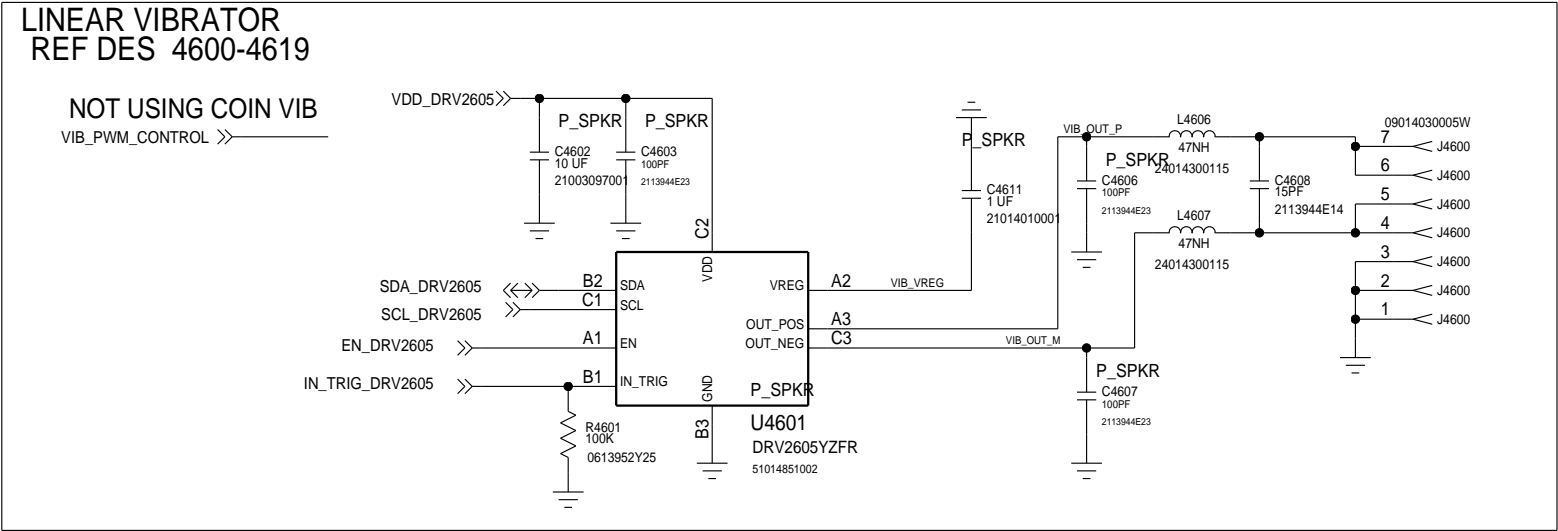 LINEAR VIBRATOR
REF DES 4600-4619
NOT USING COIN VIB
VIB_PWM_CONTROL
VDD_DRV2605
P_SPKR
C4602
10 UF
21003097001
P_SPKR
C4603
100PF
2113944E23
C2
VDD
SDA_DRV2605
B2
SDA
SCL_DRV2605
C1
SCL
EN_DRV2605
A1
EN
IN_TRIG_DRV2605
B1
IN_TRIG
R4601
100K
0613952Y25
GND
B3
P_SPKR
U4601
DRV2605YZFR
51014851002
VREG
A2
VIB_VREG
OUT_POS
A3
OUT_NEG
C3
VIB_OUT_M
P_SPKR
C4611
1 UF
21014010001
VIB_OUT_P
P_SPKR
C4606
100PF
2113944E23
L4606
47NH
24014300115
L4607
47NH
24014300115
C4608
15PF
2113944E14
P_SPKR
C4607
100PF
2113944E23
09014030005W
7 J4600
6 J4600
5 J4600
4 J4600
3 J4600
2 J4600
1 J4600